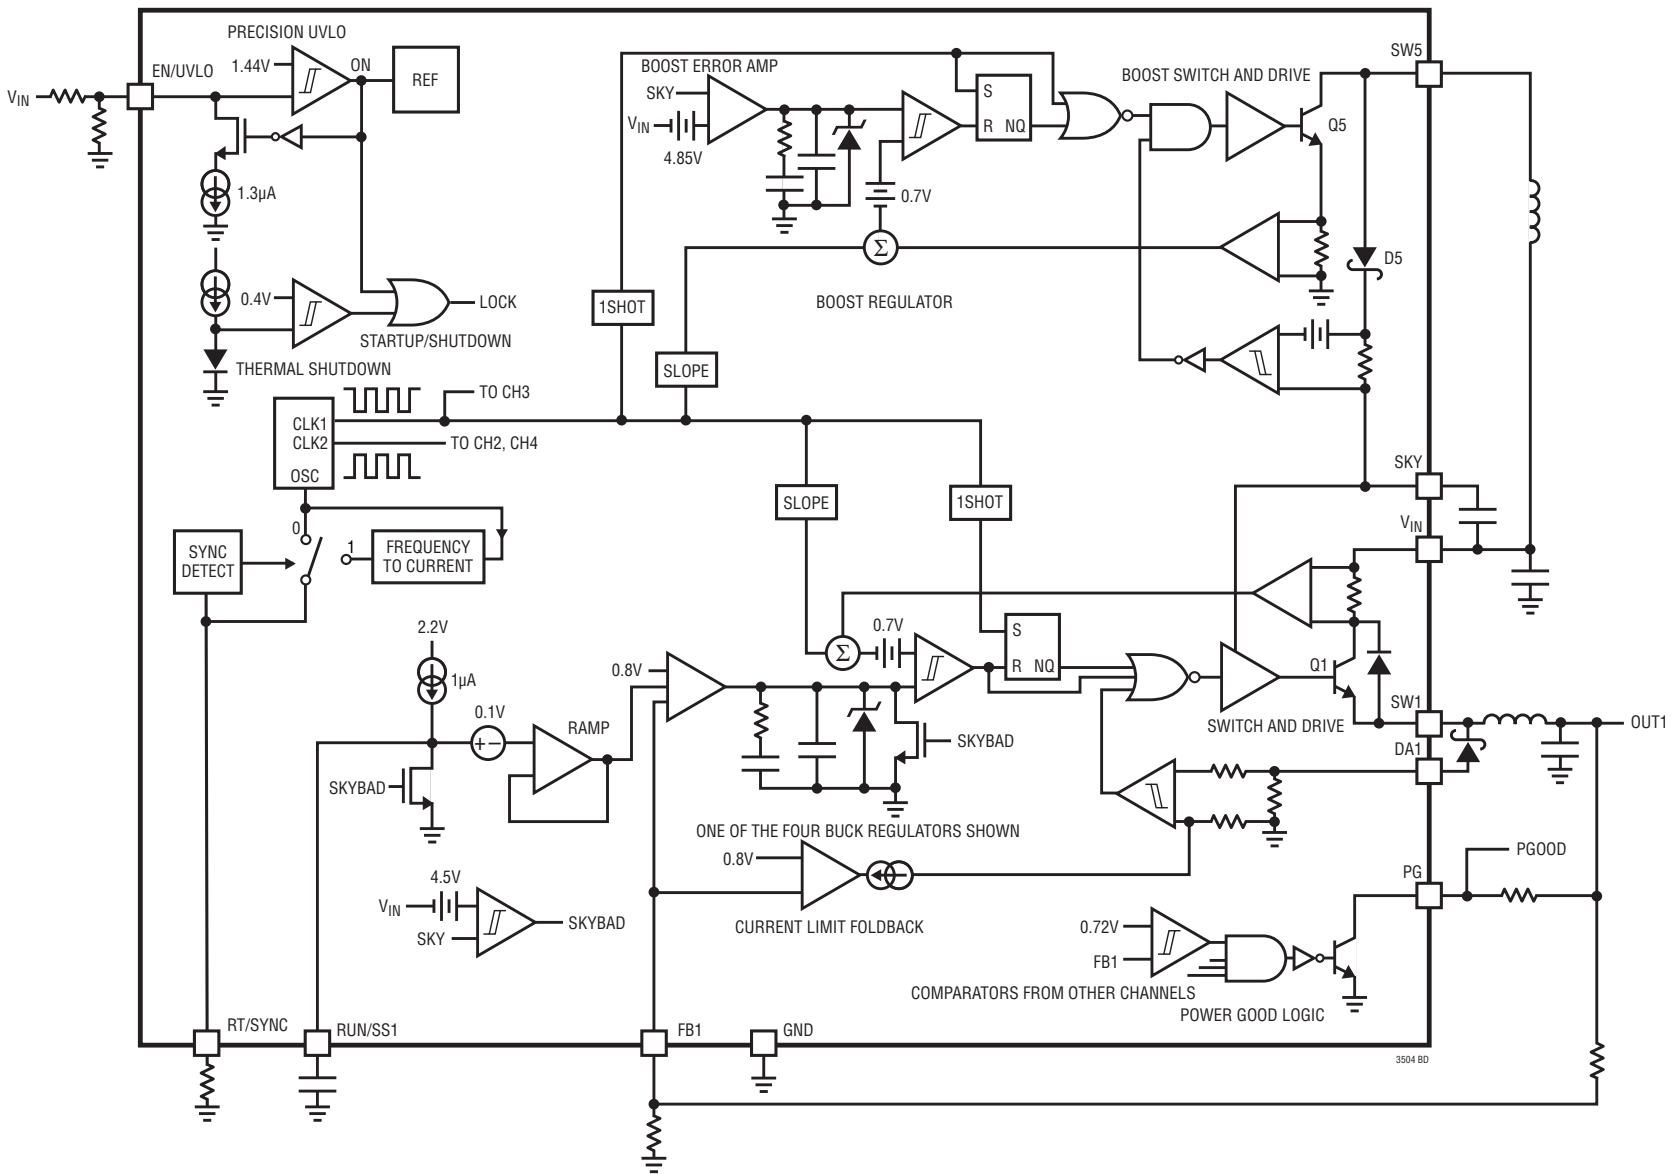 PRECISION UVLO
SW5
EN/UVLO
1.44V
ON
REF
BOOST ERROR AMP
BOOST SWITCH AND DRIVE
SKY
S
VIN
VIN
R NQ
Q5
4.85V
1.3µA
0.7V
Σ
D5
0.4V
LOCK
1SHOT
BOOST REGULATOR
STARTUP/SHUTDOWN
THERMAL SHUTDOWN
SLOPE
TO CH3
CLK1
CLK2
TO CH2, CH4
OSC
SKY
SLOPE
1SHOT
VIN
0
1
SYNC
DETECT
FREQUENCY
TO CURRENT
2.2V
0.7V
S
Σ
R NQ
Q1
0.8V
1µA
SW1
0.1V
RAMP
SWITCH AND DRIVE
OUT1
+−
SKYBAD
DA1
SKYBAD
ONE OF THE FOUR BUCK REGULATORS SHOWN
0.8V
PGOOD
4.5V
PG
VIN
SKYBAD
CURRENT LIMIT FOLDBACK
0.72V
SKY
FB1
COMPARATORS FROM OTHER CHANNELS
POWER GOOD LOGIC
RT/SYNC
RUN/SS1
FB1
GND
3504 BD